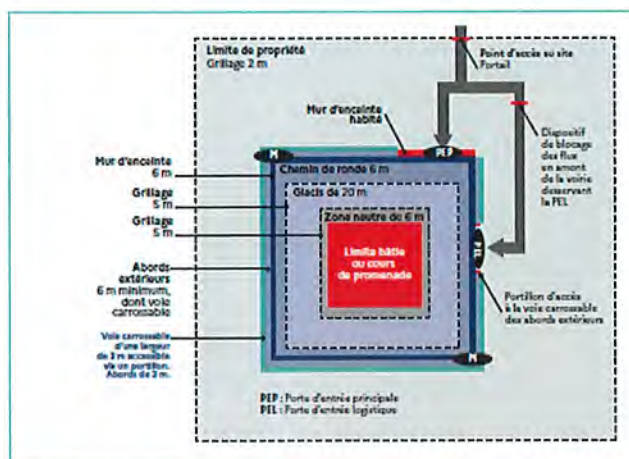 Limite de propriété
Grillage 2 m
Point d'accès au site
Portail
Mur d'enceinte
habité
M
PEP
Dispositif
de blocage
des flux
en amont
de la voirie
desservant
la PEL
Mur d'enceinte
6 m
Chemin de ronde 6 m
Glacis de 20 m
Grillage
5 m
Zone neutre de 6 m
Grillage
5 m
Limite bâtie
ou cours
de promenade
PEL
Abords
extérieurs
6 m minimum,
dont voie
carrossable
Portillon d'accès
à la voie carrossable
des abords extérieurs
Voie carrossable
d'une largeur
de 3 m accessible
via un portillon.
Abords de 3 m.
M
PEP : Porte d'entrée principale
PEL : Porte d'entrée logistique